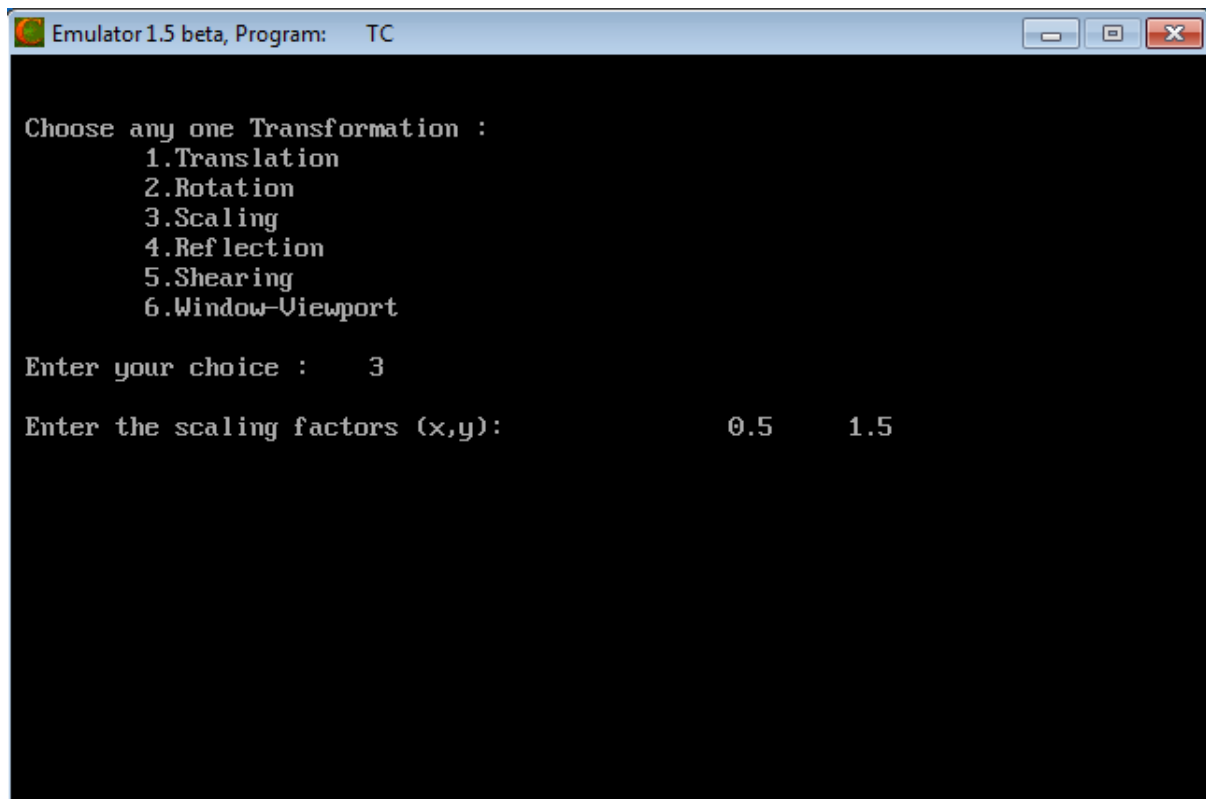 Emulator 1.5 beta, Program: TC
Choose any one Transformation :
1.Translation
2.Rotation
3.Scaling
4.Reflection
5.Shearing
6.Window-Viewport
Enter your choice : 3
Enter the scaling factors (x,y): 0.5 1.5